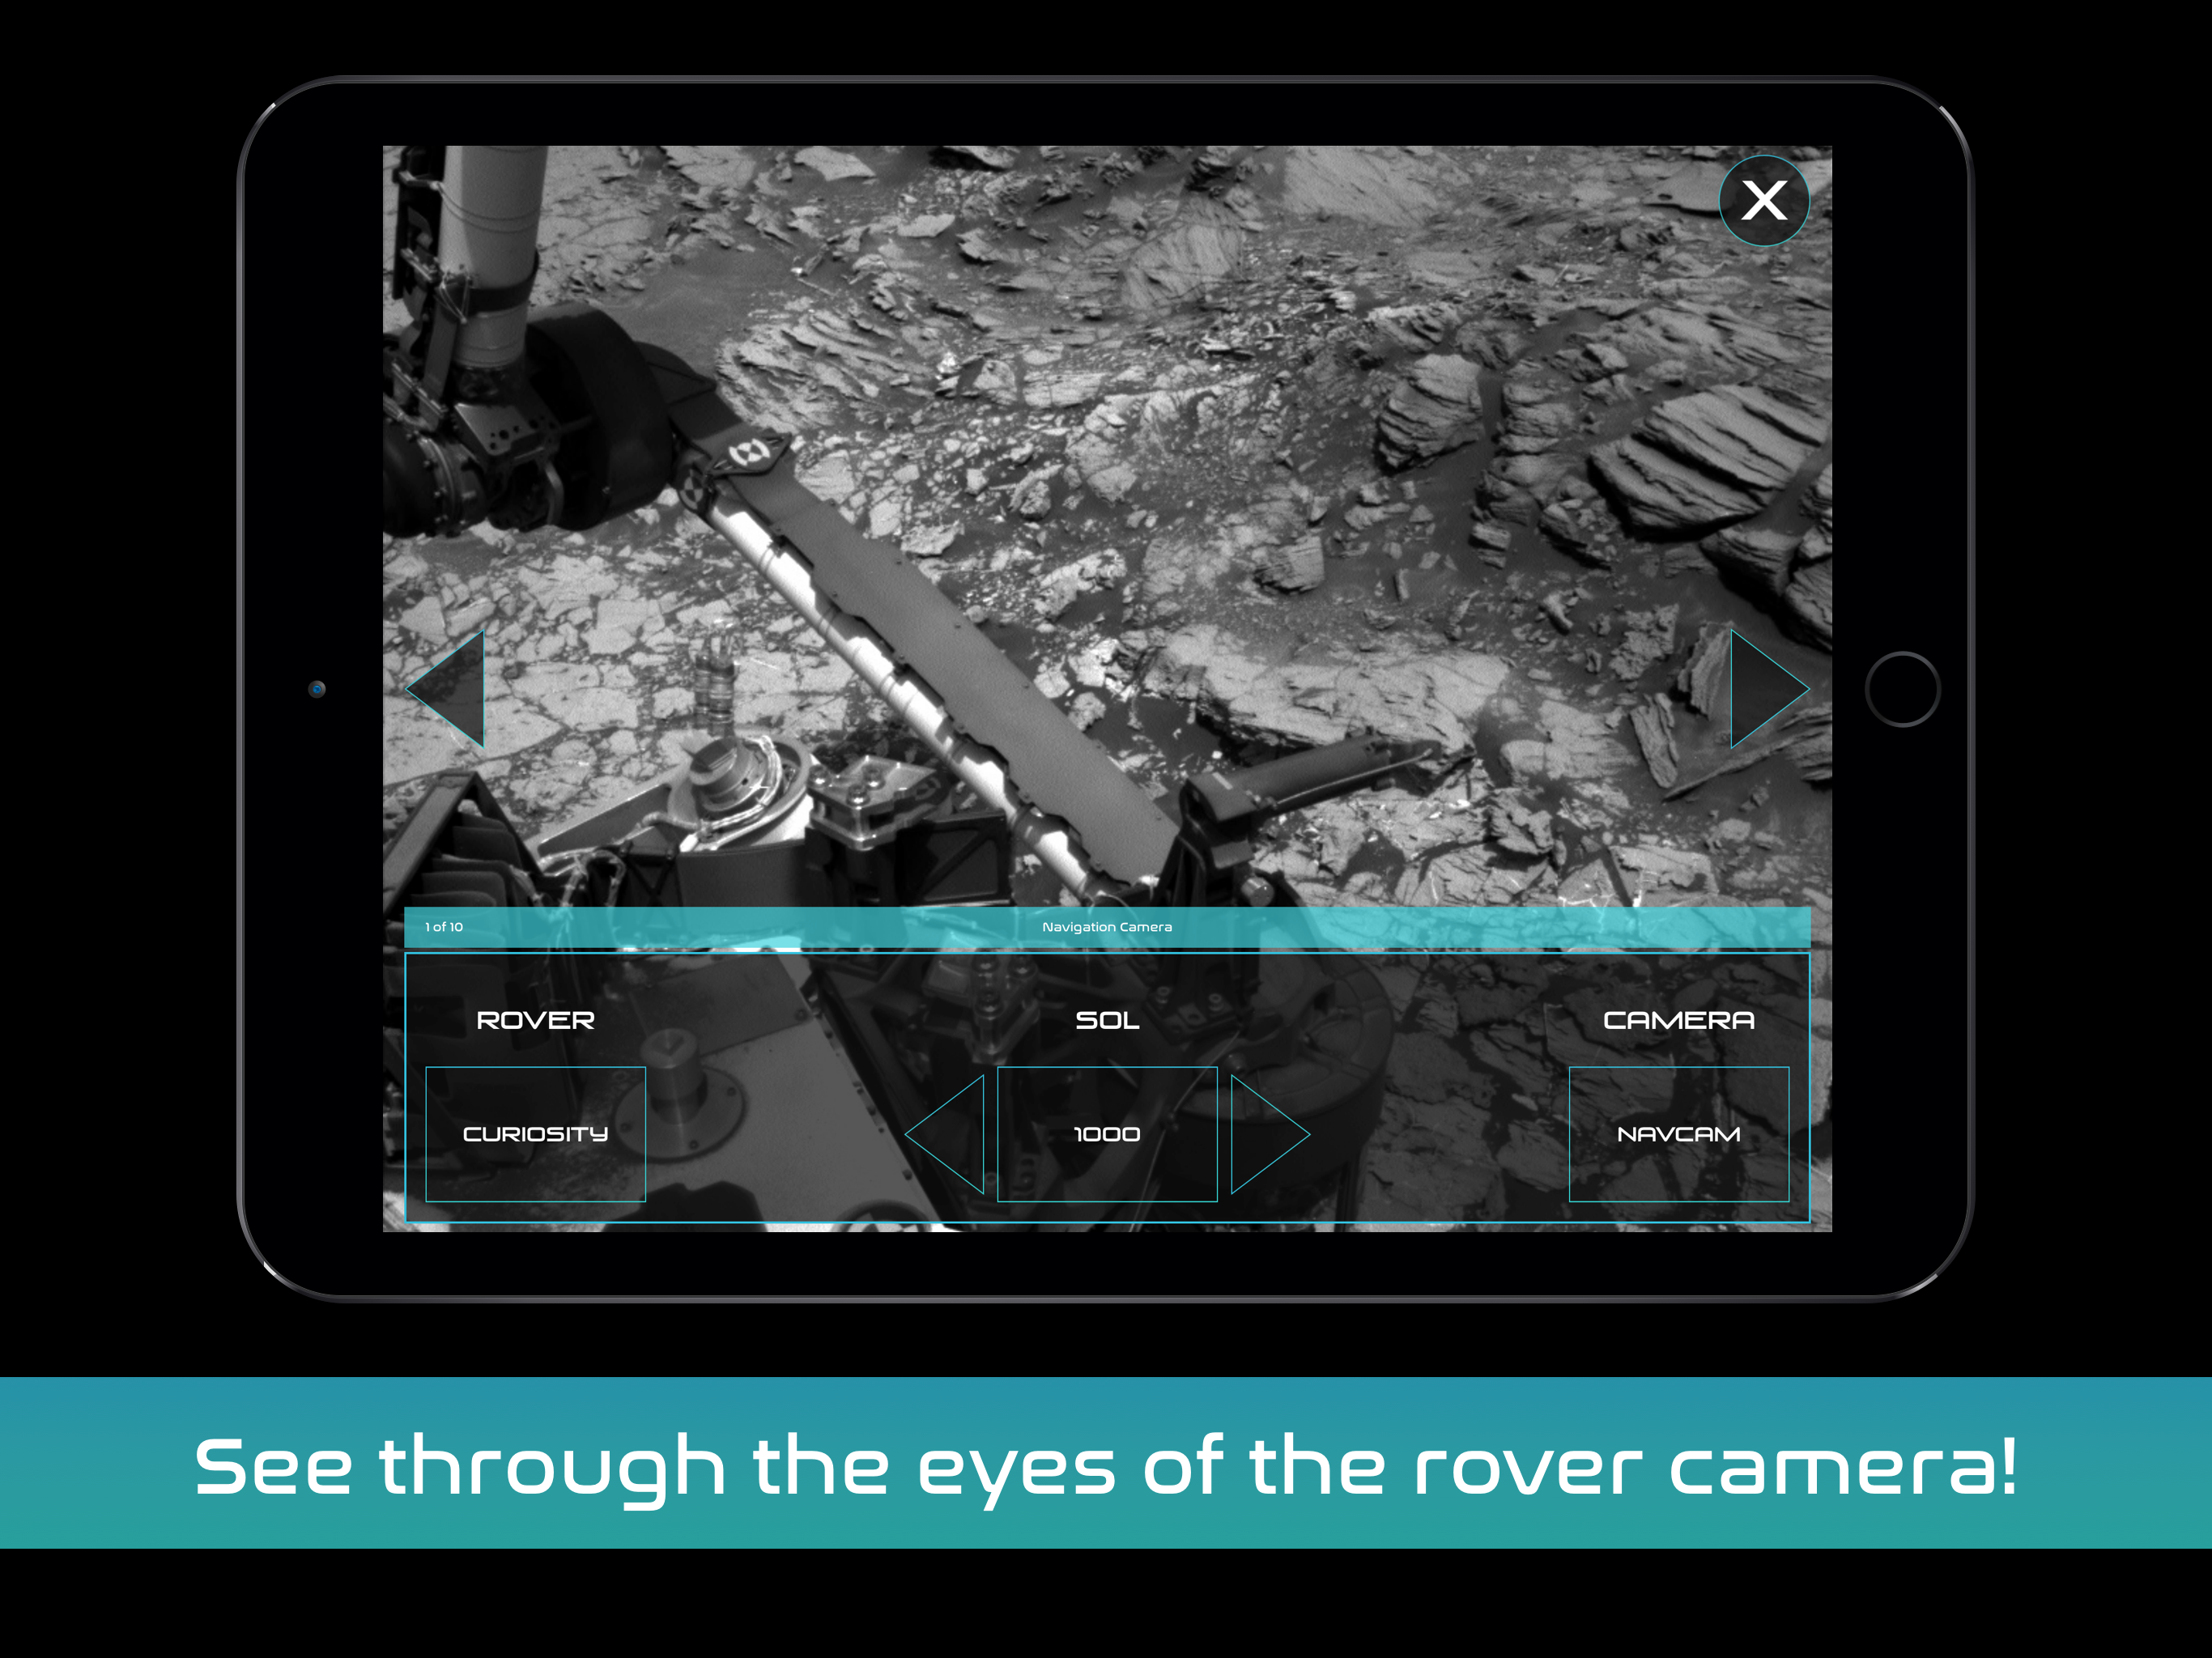 X
1 of 10
Navigation Camera
ROVER
SOL
CAMERA
CURIOSITY
1000
NAVCAM
See through the eyes of the rover camera!